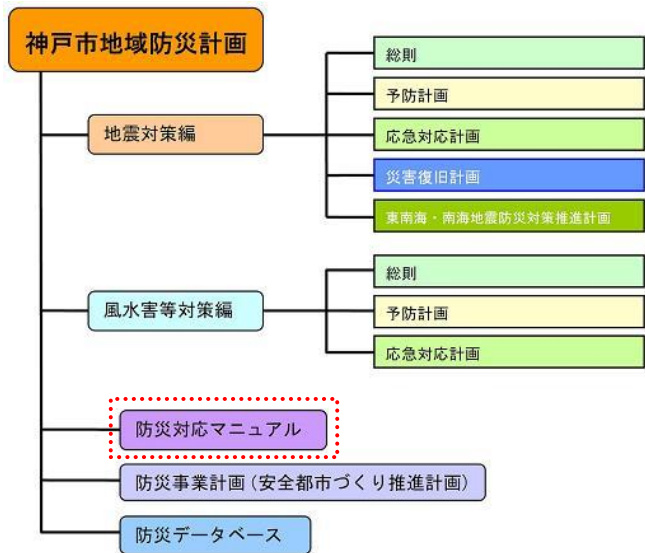 神戸市地域防災計画
地震対策編
総則
予防計画
応急対応計画
災害復旧計画
東南海・南海地震防災対策推進計画
風水害等対策編
総則
予防計画
応急対応計画
防災対応マニュアル
防災事業計画(安全都市づくり推進計画)
防災データベース